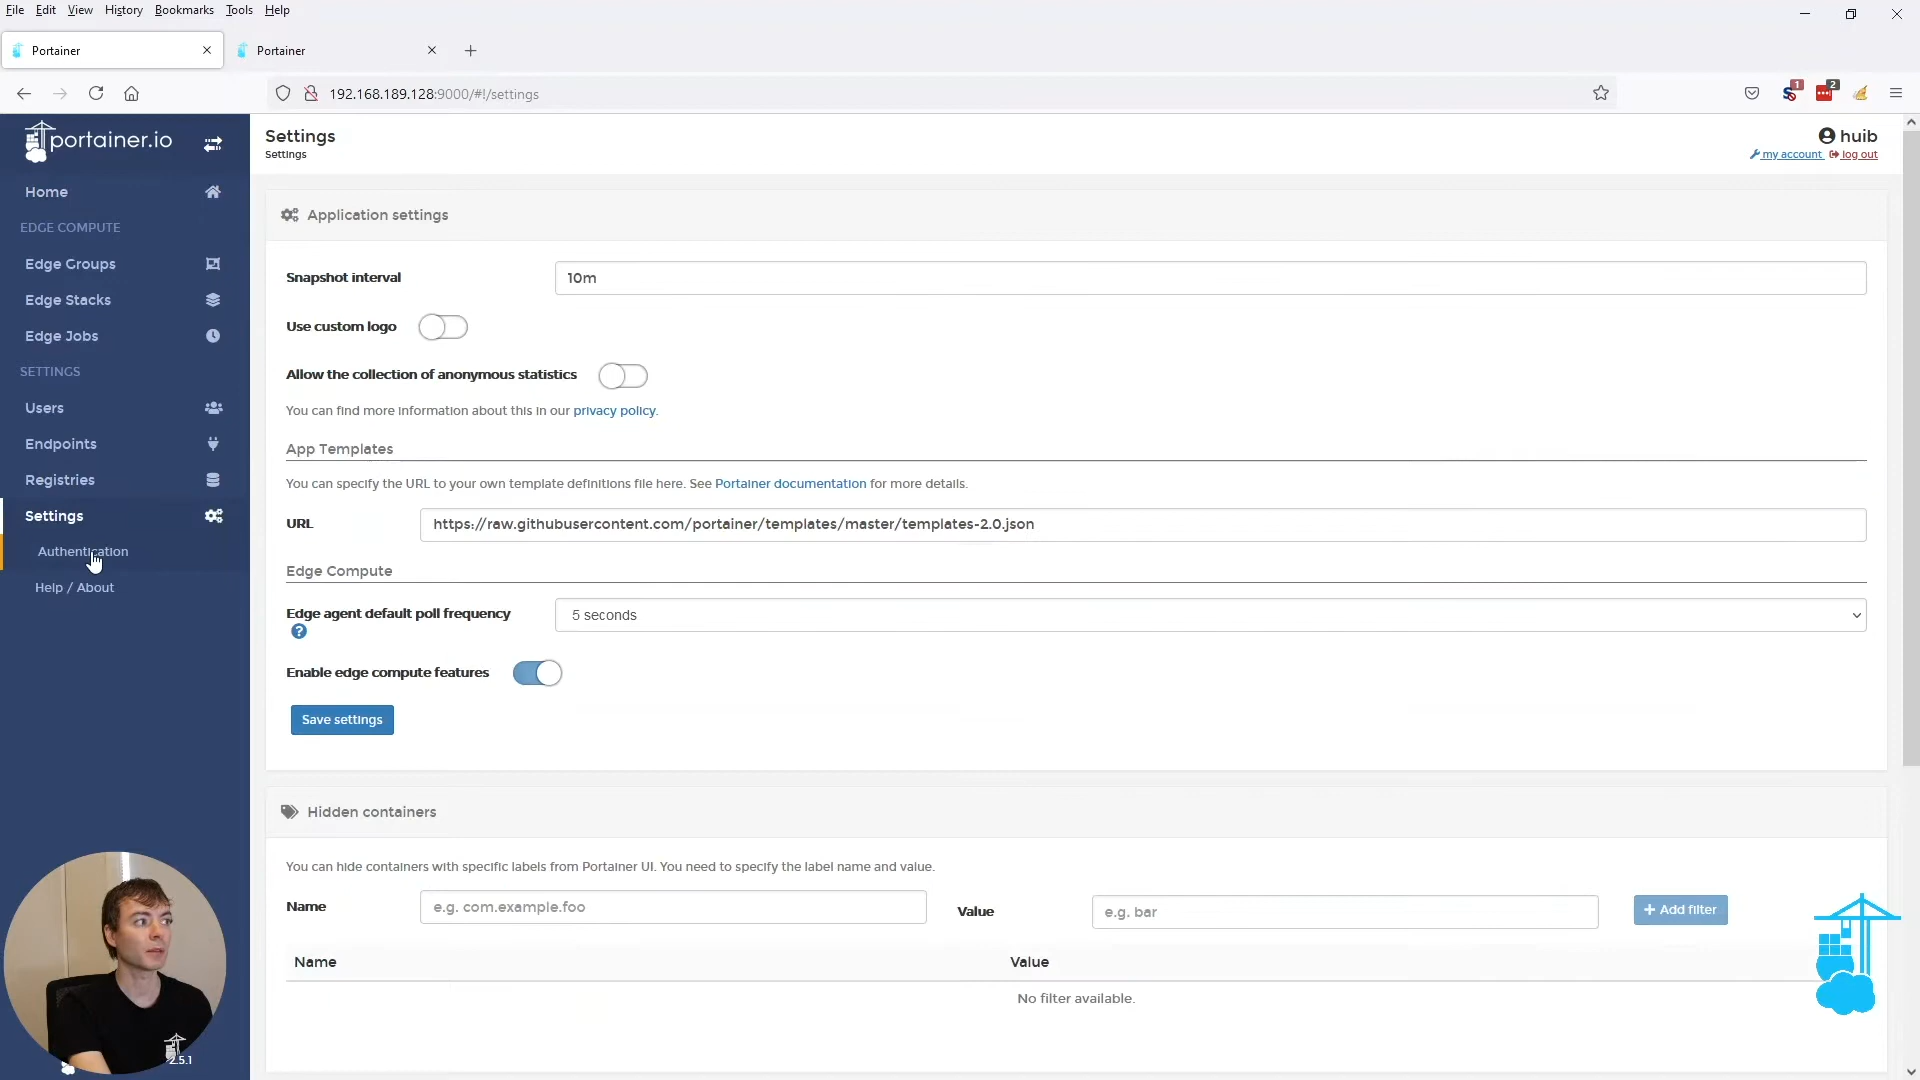 File Edit View History Bookmarks Tools Help
Portainer
Portainer
192.168.189.128:9000/#!/settings
1
2
portainer.io
Settings
Settings
huib
my account log out
Home
EDGE COMPUTE
Edge Groups
Edge Stacks
Edge Jobs
SETTINGS
Users
Endpoints
Registries
Settings
Authentication
Help / About
2.5.1
Application settings
Snapshot interval
10m
Use custom logo
Allow the collection of anonymous statistics
You can find more information about this in our privacy policy.
App Templates
You can specify the URL to your own template definitions file here. See Portainer documentation for more details.
URL
https://raw.githubusercontent.com/portainer/templates/master/templates-2.0.json
Edge Compute
Edge agent default poll frequency
5 seconds
Enable edge compute features
Save settings
Hidden containers
You can hide containers with specific labels from Portainer UI. You need to specify the label name and value.
Name
e.g. com.example.foo
Value
e.g. bar
+ Add filter
Name Value
No filter available.